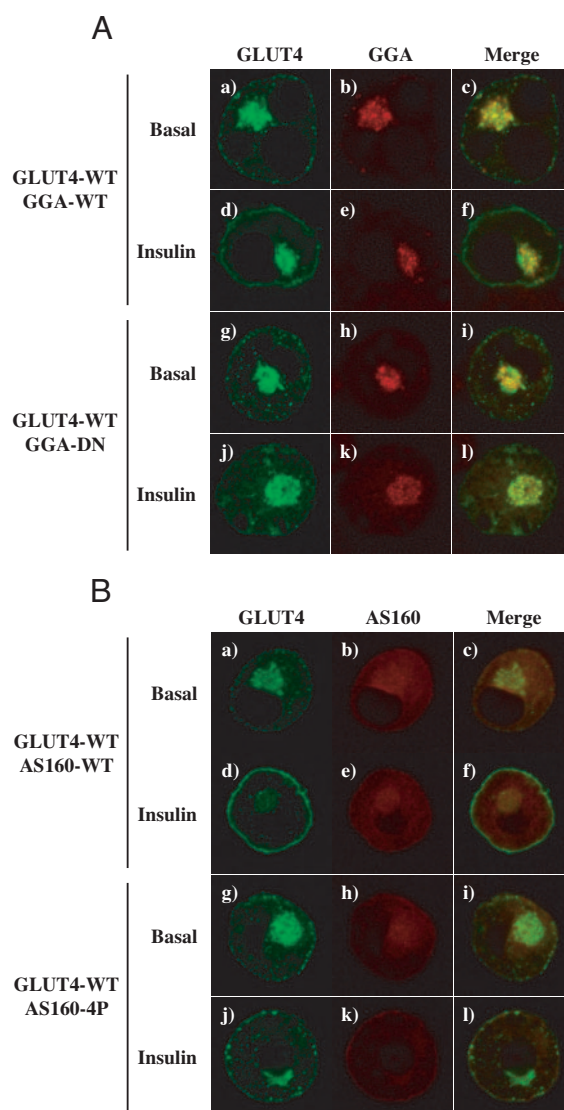 A
GLUT4 GGA Merge
a) b) c)
Basal
GLUT4-WT
GGA-WT
d) e) f)
Insulin
g) h) i)
Basal
GLUT4-WT
GGA-DN
j) k) l)
Insulin
B
GLUT4 AS160 Merge
a) b) c)
Basal
GLUT4-WT
AS160-WT
d) e) f)
Insulin
g) h) i)
Basal
GLUT4-WT
AS160-4P
j) k) l)
Insulin